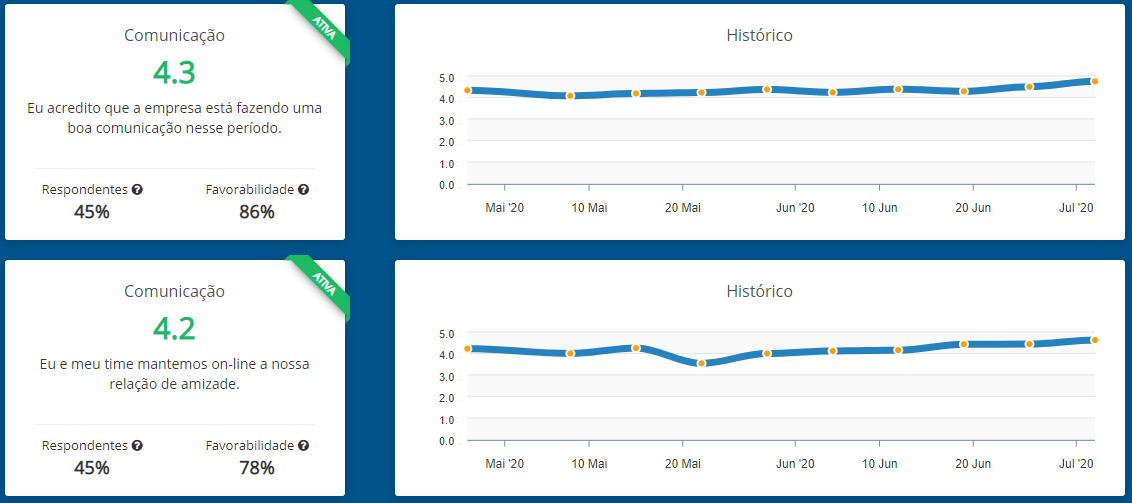 Comunicação
ATIVA
4.3
Eu acredito que a empresa está fazendo uma
boa comunicação nesse período.
Respondentes ?
Favorabilidade ?
45%
86%
Histórico
5.0
4.0
3.0
2.0
1.0
0.0
Mai '20
10 Mai
20 Mai
Jun '20
10 Jun
20 Jun
Jul '20
Comunicação
ATIVA
4.2
Eu e meu time mantemos on-line a nossa
relação de amizade.
Respondentes ?
Favorabilidade ?
45%
78%
Histórico
5.0
4.0
3.0
2.0
1.0
0.0
Mai '20
10 Mai
20 Mai
Jun '20
10 Jun
20 Jun
Jul '20